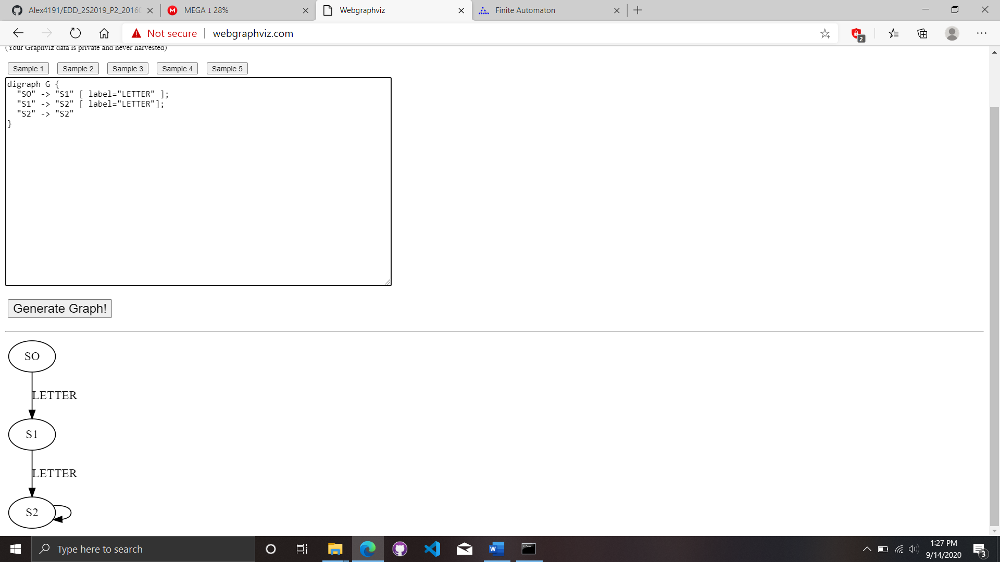 Alex4191/EDD_2S2019_P2_2016
MEGA ↓ 28%
Webgraphviz
Finite Automaton
Not secure
webgraphviz.com
2
(Your Graphviz data is private and never harvested)
Sample 1
Sample 2
Sample 3
Sample 4
Sample 5
digraph G {
"SO" -> "S1" [ label="LETTER" ];
"S1" -> "S2" [ label="LETTER"];
"S2" -> "S2"
}
Generate Graph!
SO
LETTER
S1
LETTER
S2
Type here to search
1:27 PM
9/14/2020
3